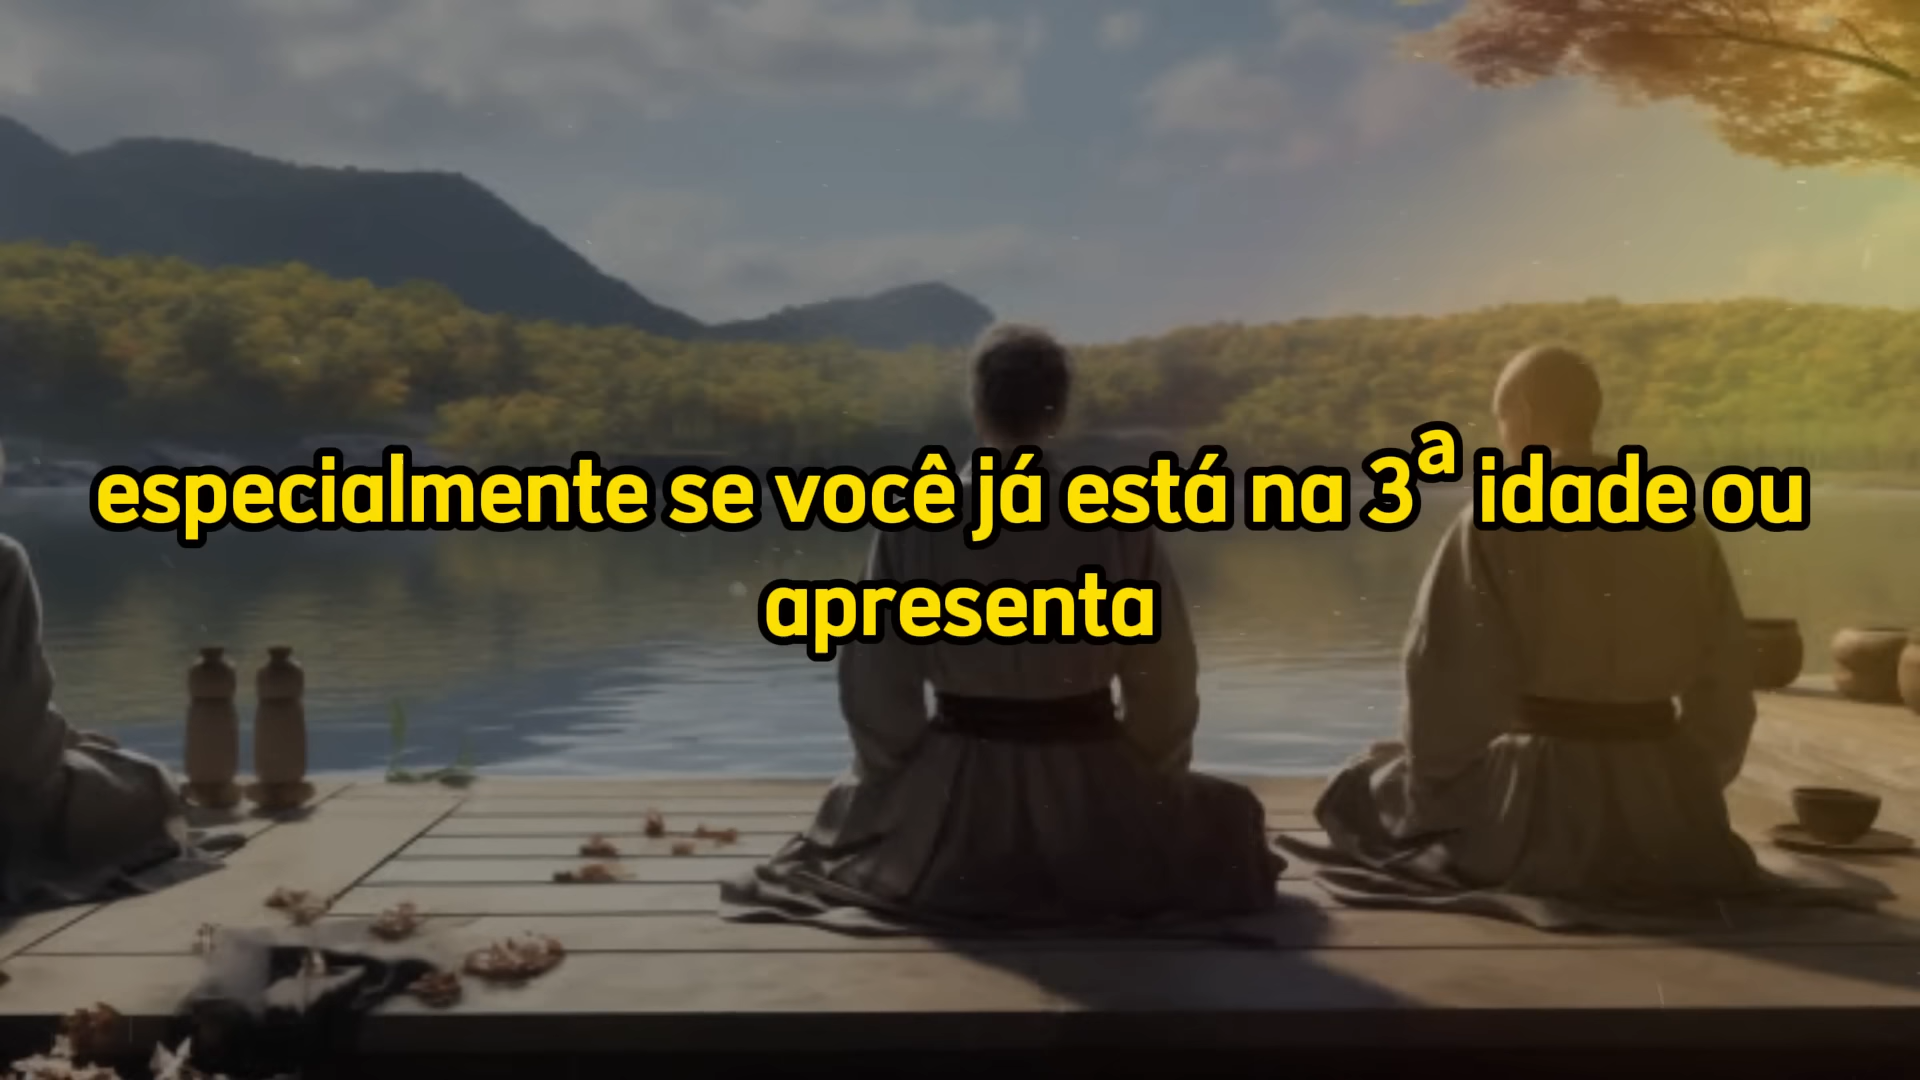 especialmente se você já está na 3ª idade ou
apresenta